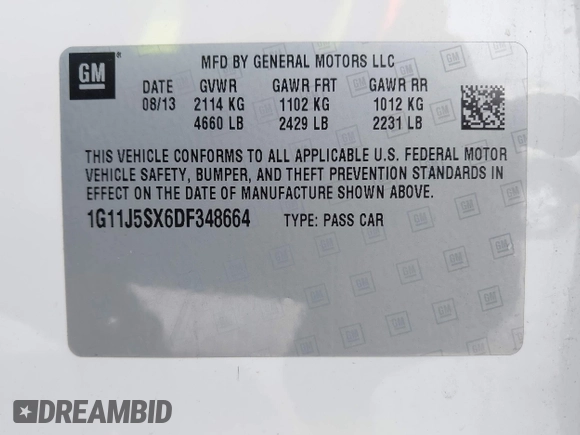 GM
MFD BY GENERAL MOTORS LLC
DATE GVWR GAWR FRT GAWR RR
08/13 2114 KG 1102 KG 1012 KG
4660 LB 2429 LB 2231 LB
THIS VEHICLE CONFORMS TO ALL APPLICABLE U.S. FEDERAL MOTOR
VEHICLE SAFETY, BUMPER, AND THEFT PREVENTION STANDARDS IN
EFFECT ON THE DATE OF MANUFACTURE SHOWN ABOVE.
1G11J5SX6DF348664 TYPE: PASS CAR
DREAMBID